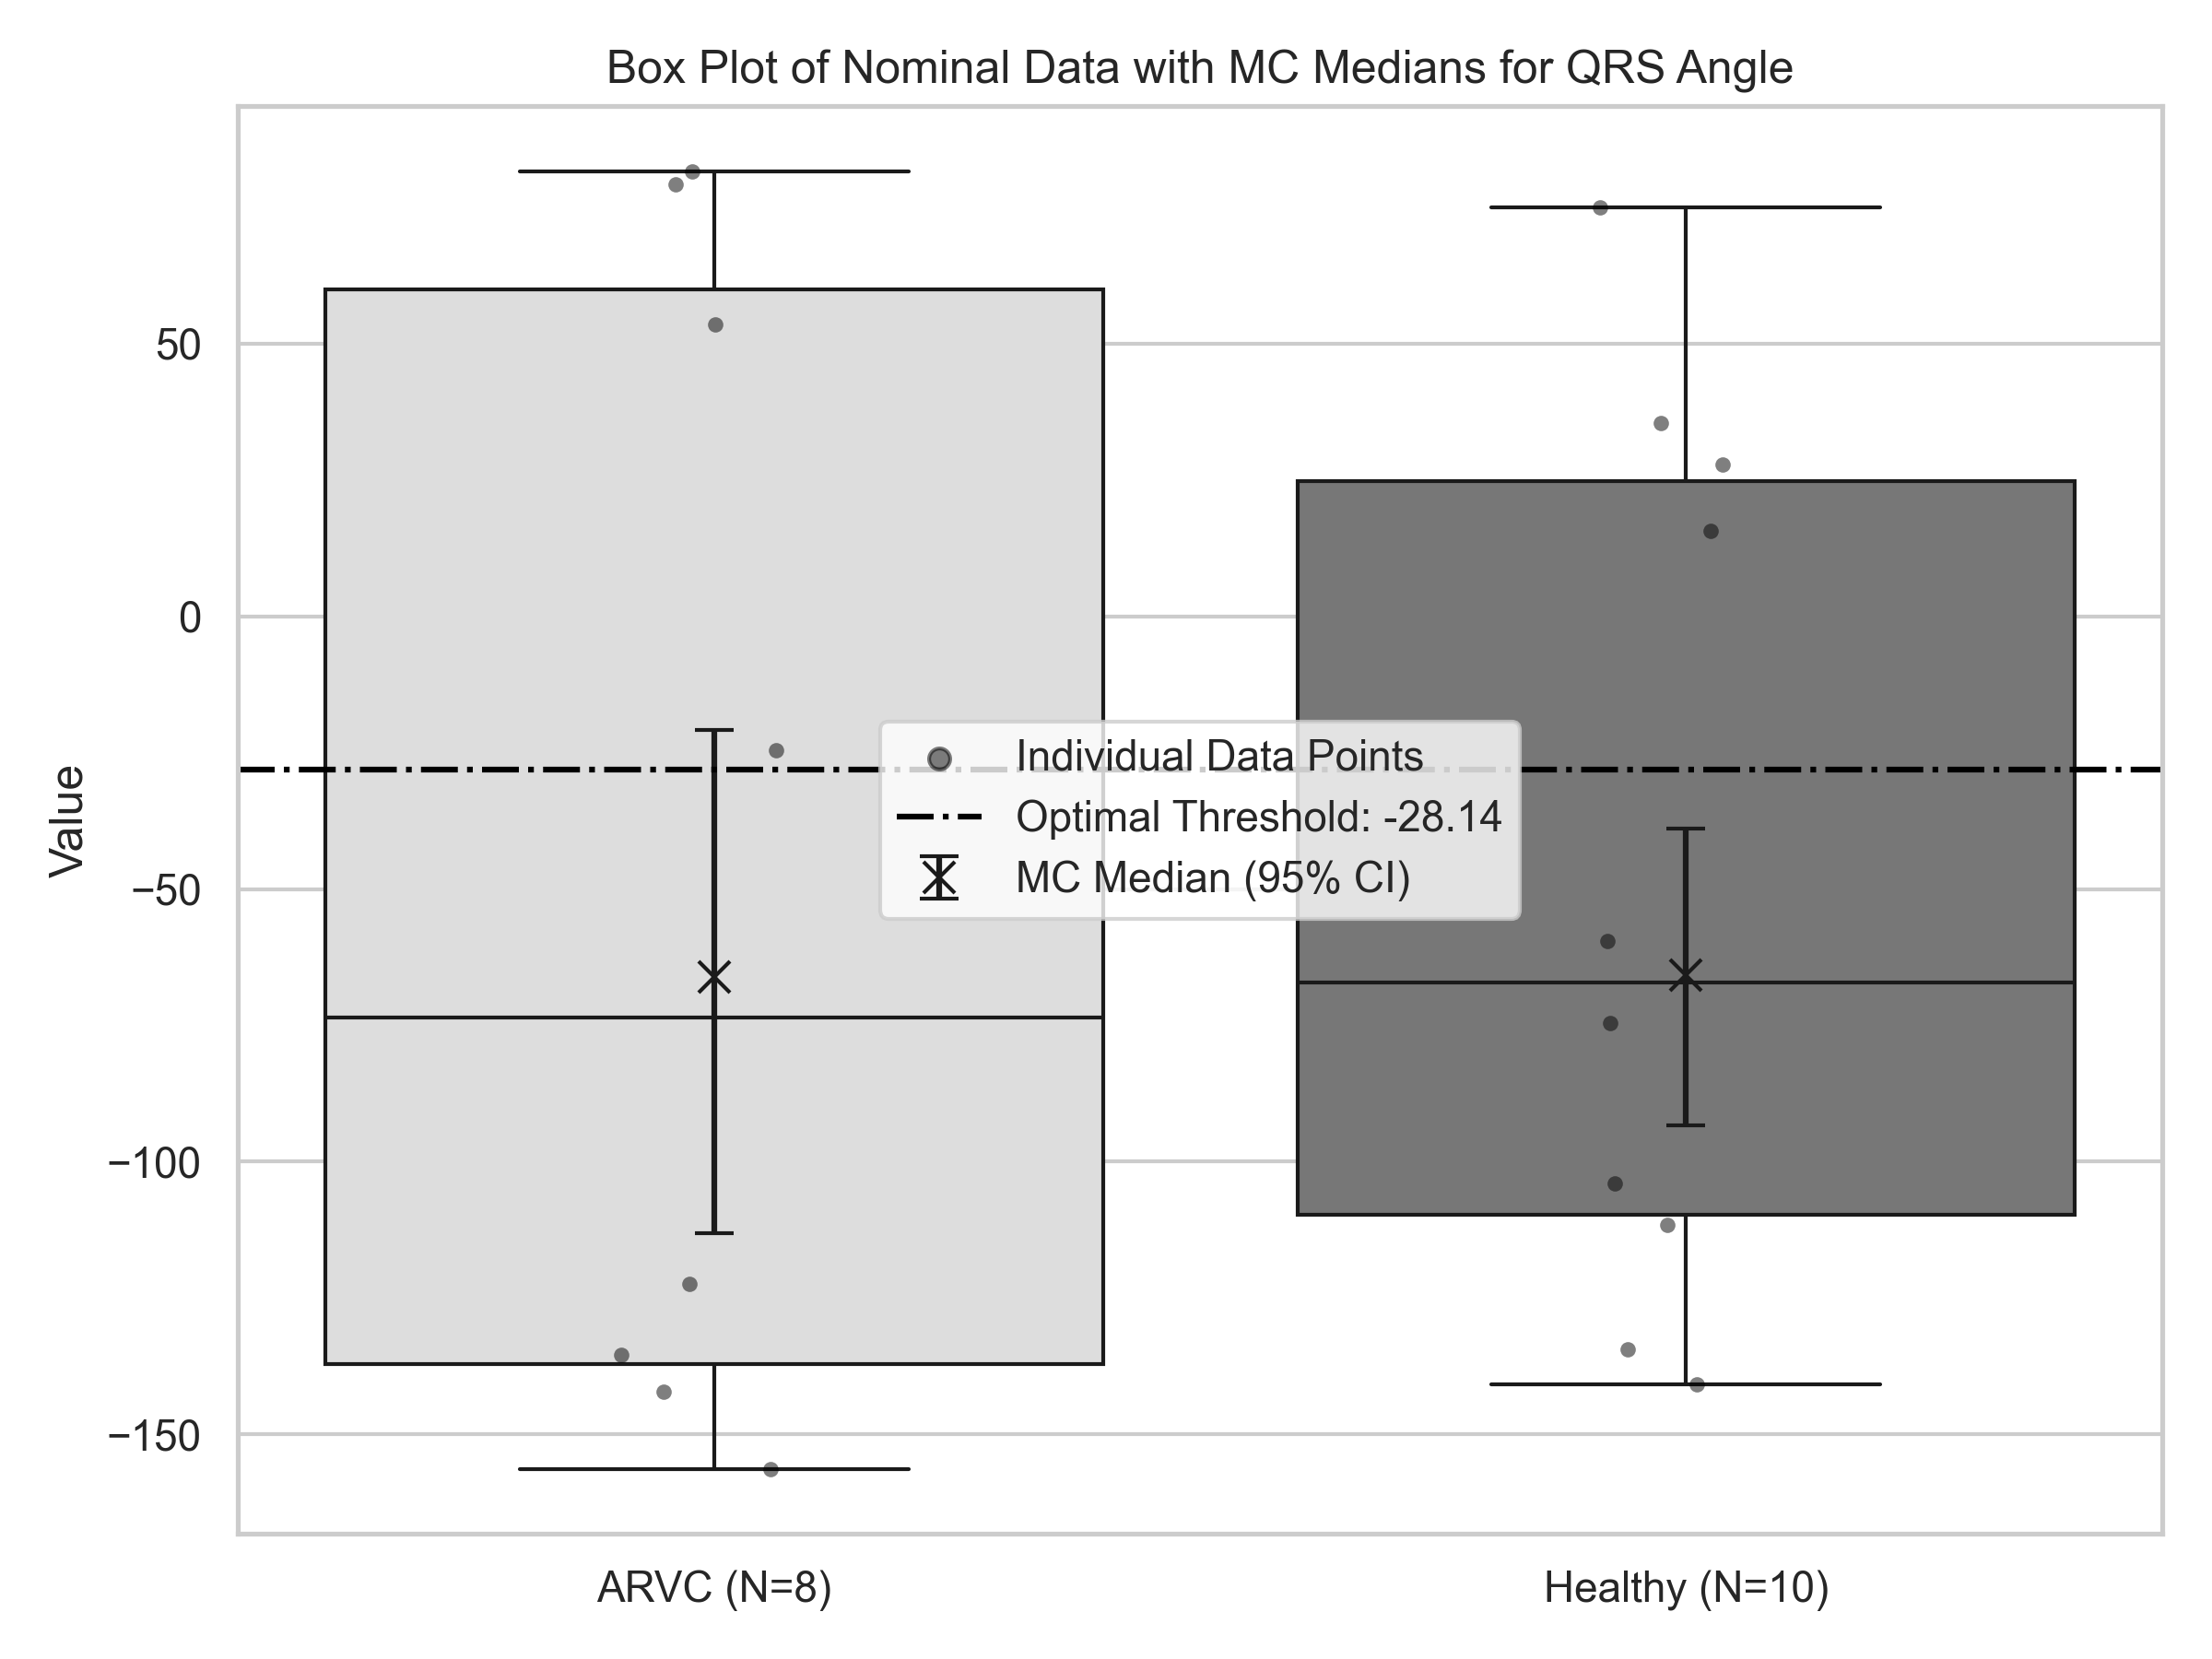 Box Plot of Nominal Data with MC Medians for QRS Angle
Value
50
0
−50
−100
−150
Individual Data Points
Optimal Threshold: -28.14
MC Median (95% CI)
ARVC (N=8)
Healthy (N=10)